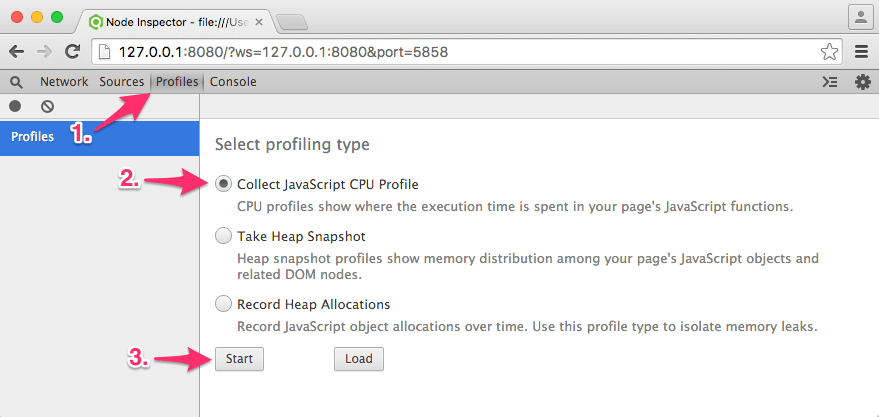 Node Inspector - file:///Use
127.0.0.1:8080/?ws=127.0.0.1:8080&port=5858
Network Sources Profiles Console
1.
Profiles
Select profiling type
2.
Collect JavaScript CPU Profile
CPU profiles show where the execution time is spent in your page's JavaScript functions.
Take Heap Snapshot
Heap snapshot profiles show memory distribution among your page's JavaScript objects and
related DOM nodes.
Record Heap Allocations
Record JavaScript object allocations over time. Use this profile type to isolate memory leaks.
3.
Start Load